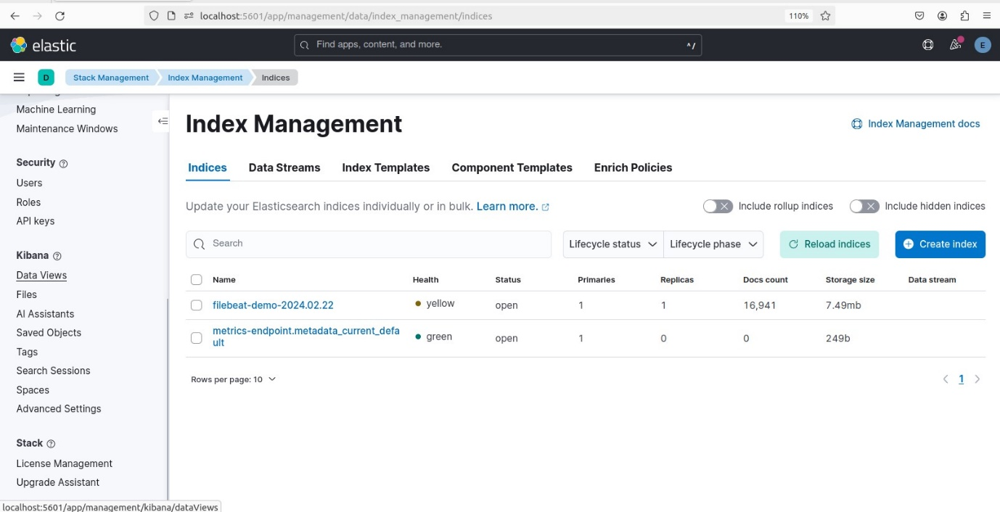 localhost:5601/app/management/data/index_management/indices
110%
elastic
Find apps, content, and more.
^/
E
D
Stack Management
Index Management
Indices
Machine Learning
Maintenance Windows
Security
Users
Roles
API keys
Kibana
Data Views
Files
AI Assistants
Saved Objects
Tags
Search Sessions
Spaces
Advanced Settings
Stack
License Management
Upgrade Assistant
localhost:5601/app/management/kibana/dataViews
Index Management
Index Management docs
Indices Data Streams Index Templates Component Templates Enrich Policies
Update your Elasticsearch indices individually or in bulk. Learn more.
Include rollup indices
Include hidden indices
Search
Lifecycle status
Lifecycle phase
Reload indices
Create index
Name Health Status Primaries Replicas Docs count Storage size Data stream
filebeat-demo-2024.02.22 yellow open 1 1 16,941 7.49mb
metrics-endpoint.metadata_current_defa
ult
green open 1 0 0 249b
Rows per page: 10
1